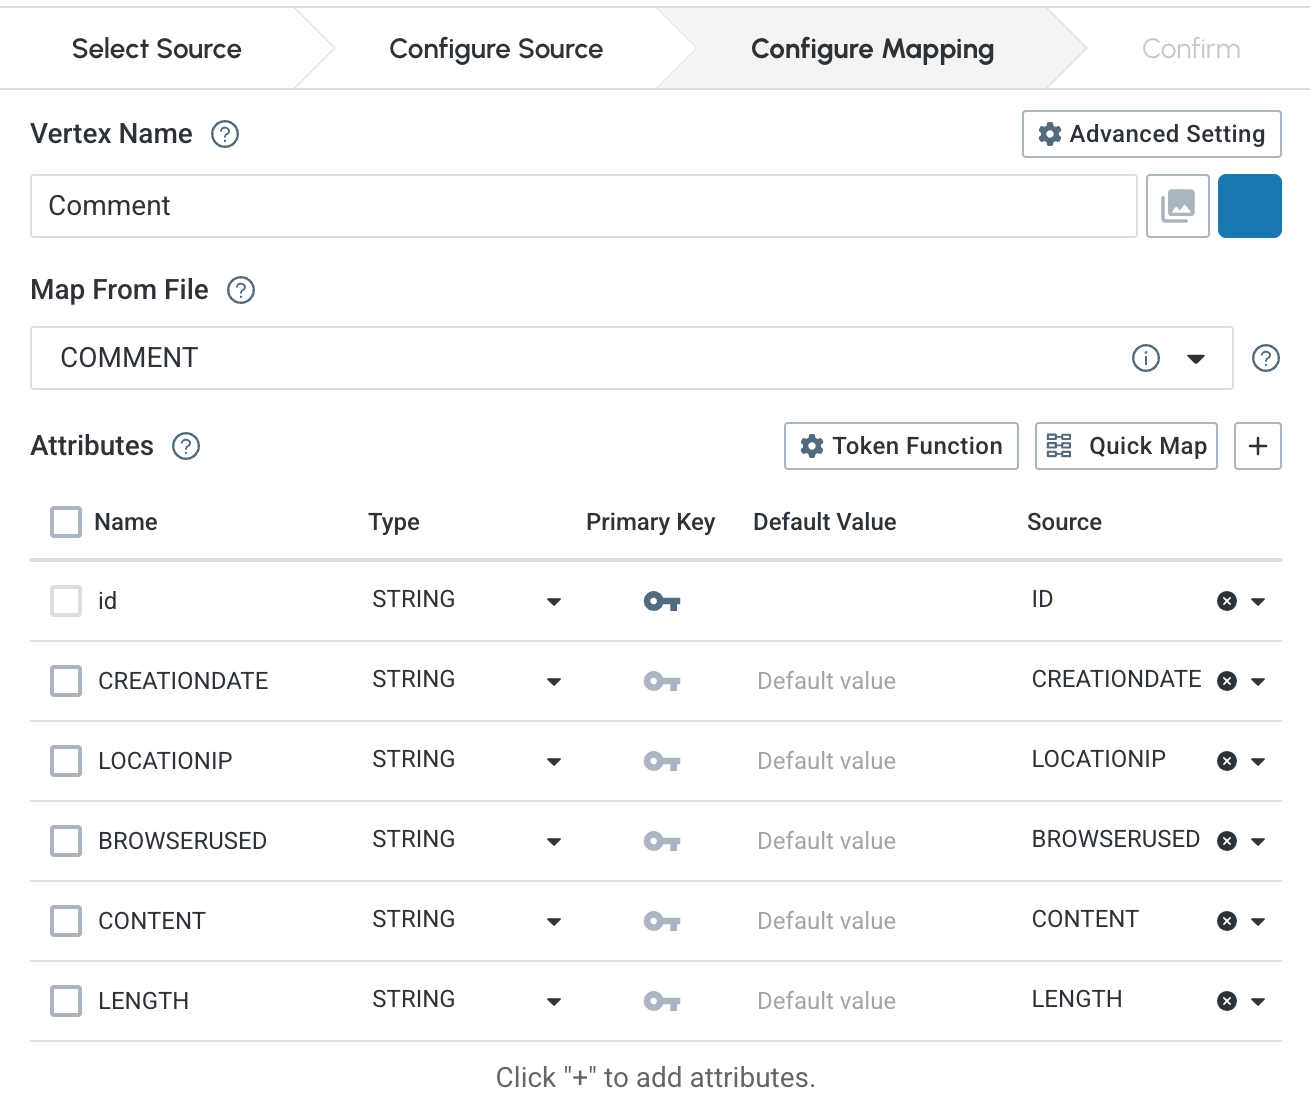 Select Source Configure Source Configure Mapping Confirm
Vertex Name Advanced Setting
Comment
Map From File
COMMENT
Attributes Token Function Quick Map +
Name Type Primary Key Default Value Source
id STRING ID
CREATIONDATE STRING Default value CREATIONDATE
LOCATIONIP STRING Default value LOCATIONIP
BROWSERUSED STRING Default value BROWSERUSED
CONTENT STRING Default value CONTENT
LENGTH STRING Default value LENGTH
Click "+" to add attributes.